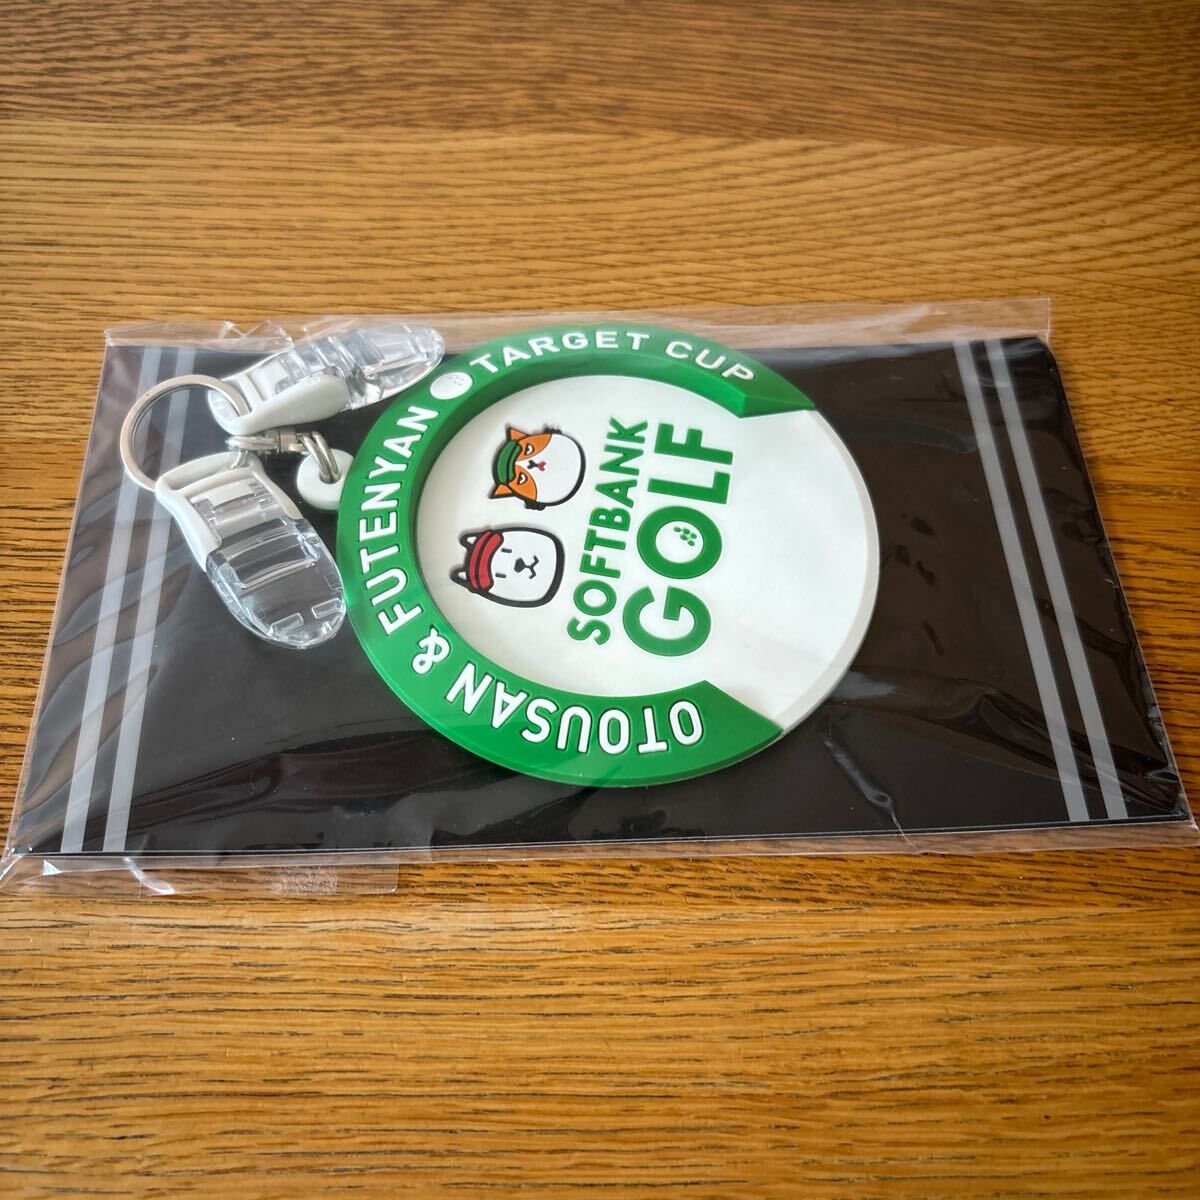 OTOUSAN & FUTENYAN
TARGET CUP
SOFTBANK
GOLF